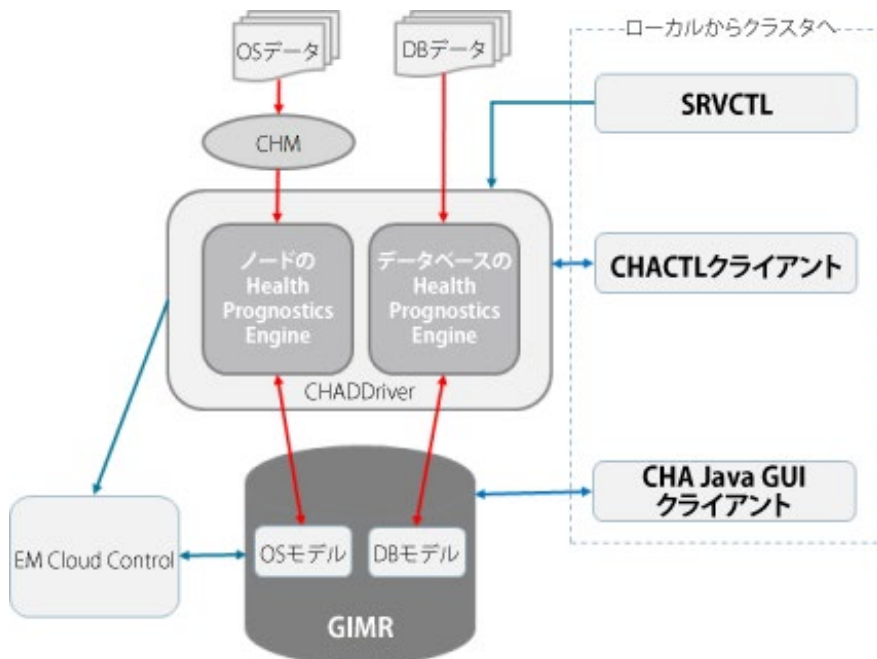 OSデータ
DBデータ
ローカルからクラスタへ
SRVCTL
CHM
ノードの
Health
Prognostics
Engine
データベースの
Health
Prognostics
Engine
CHACTLクライアント
CHADDriver
CHA Java GUI
クライアント
EM Cloud Control
OSモデル
DBモデル
GIMR